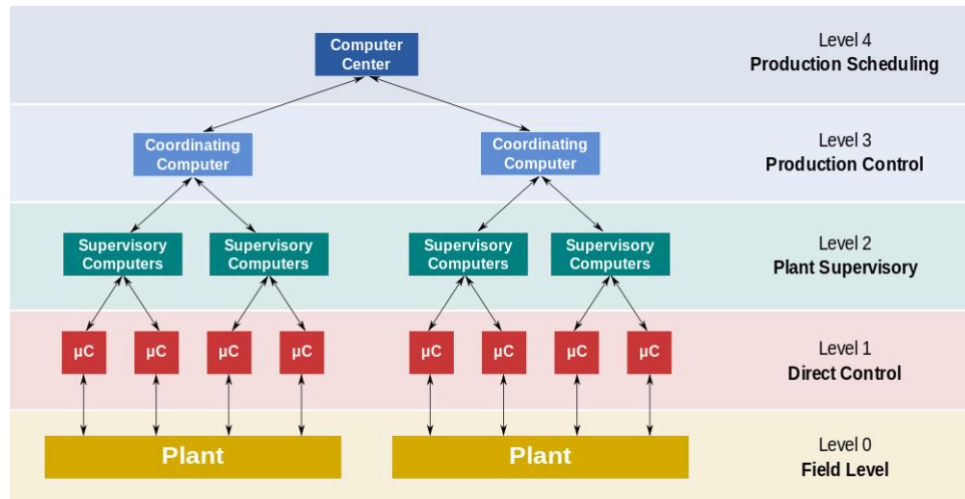 Computer
Center
Level 4
Production Scheduling
Coordinating
Computer
Coordinating
Computer
Level 3
Production Control
Supervisory
Computers
Supervisory
Computers
Supervisory
Computers
Supervisory
Computers
Level 2
Plant Supervisory
µC
µC
µC
µC
µC
µC
µC
µC
Level 1
Direct Control
Plant
Plant
Level 0
Field Level